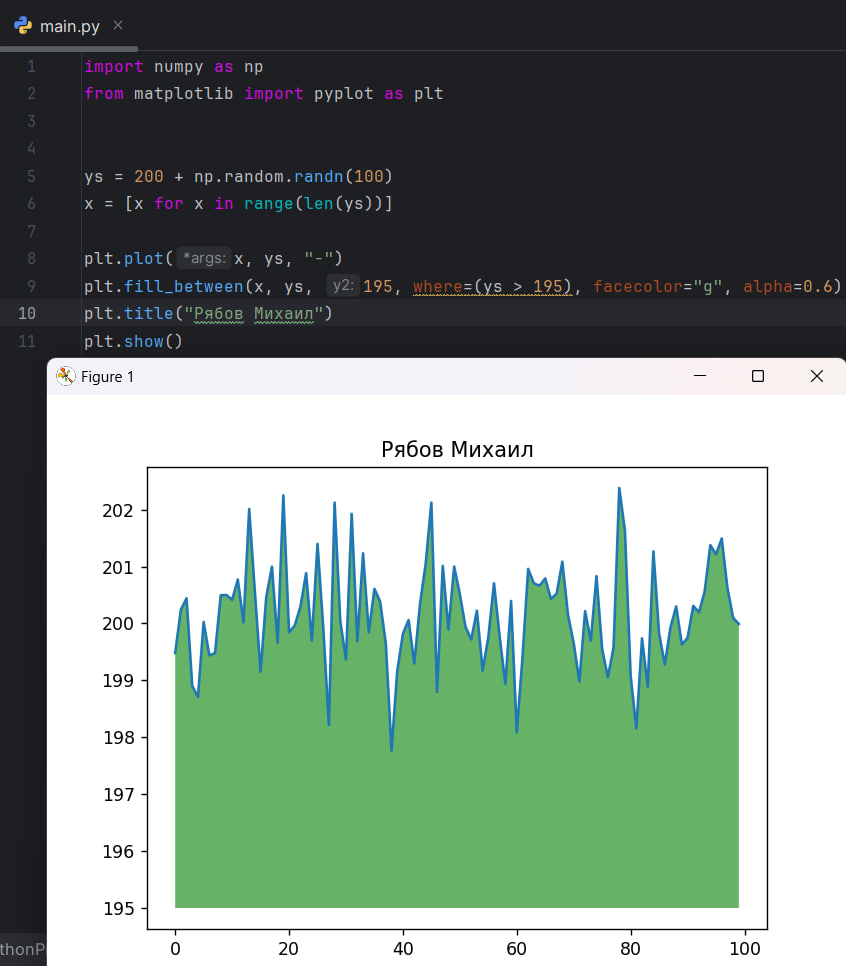 main.py
1 import numpy as np
2 from matplotlib import pyplot as plt
3
4
5 ys = 200 + np.random.randn(100)
6 x = [x for x in range(len(ys))]
7
8 plt.plot( *args: x, ys, "-")
9 plt.fill_between(x, ys, y2: 195, where=(ys > 195), facecolor="g", alpha=0.6)
10 plt.title("Рябов Михаил")
11 plt.show()
Figure 1
Рябов Михаил
202
201
200
199
198
197
196
195
0 20 40 60 80 100
thonP